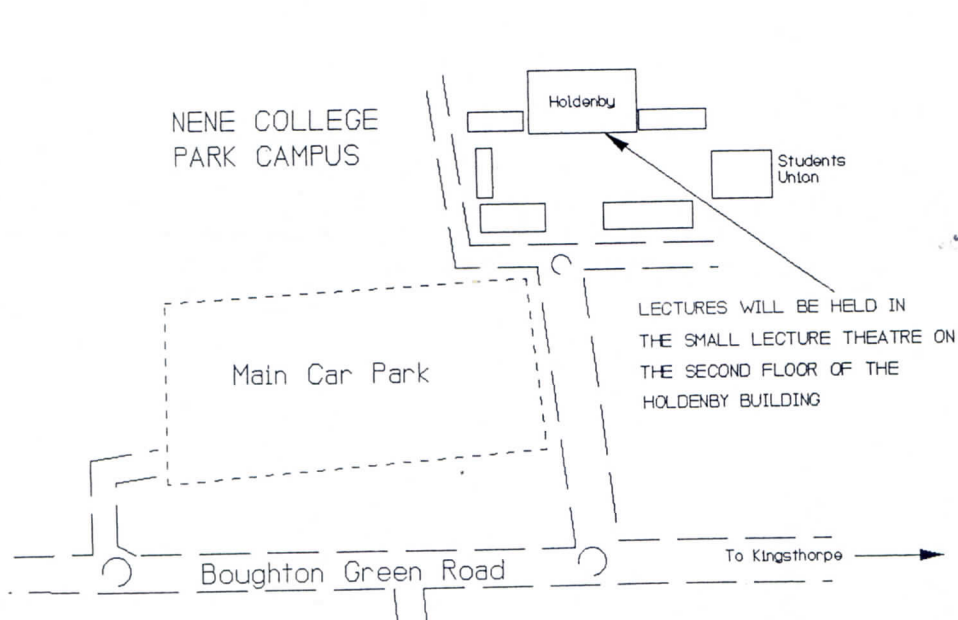 NENE COLLEGE
PARK CAMPUS
Holdenby
Students
Union
LECTURES WILL BE HELD IN
THE SMALL LECTURE THEATRE ON
THE SECOND FLOOR OF THE
HOLDENBY BUILDING
Main Car Park
To Kingsthorpe
Boughton Green Road